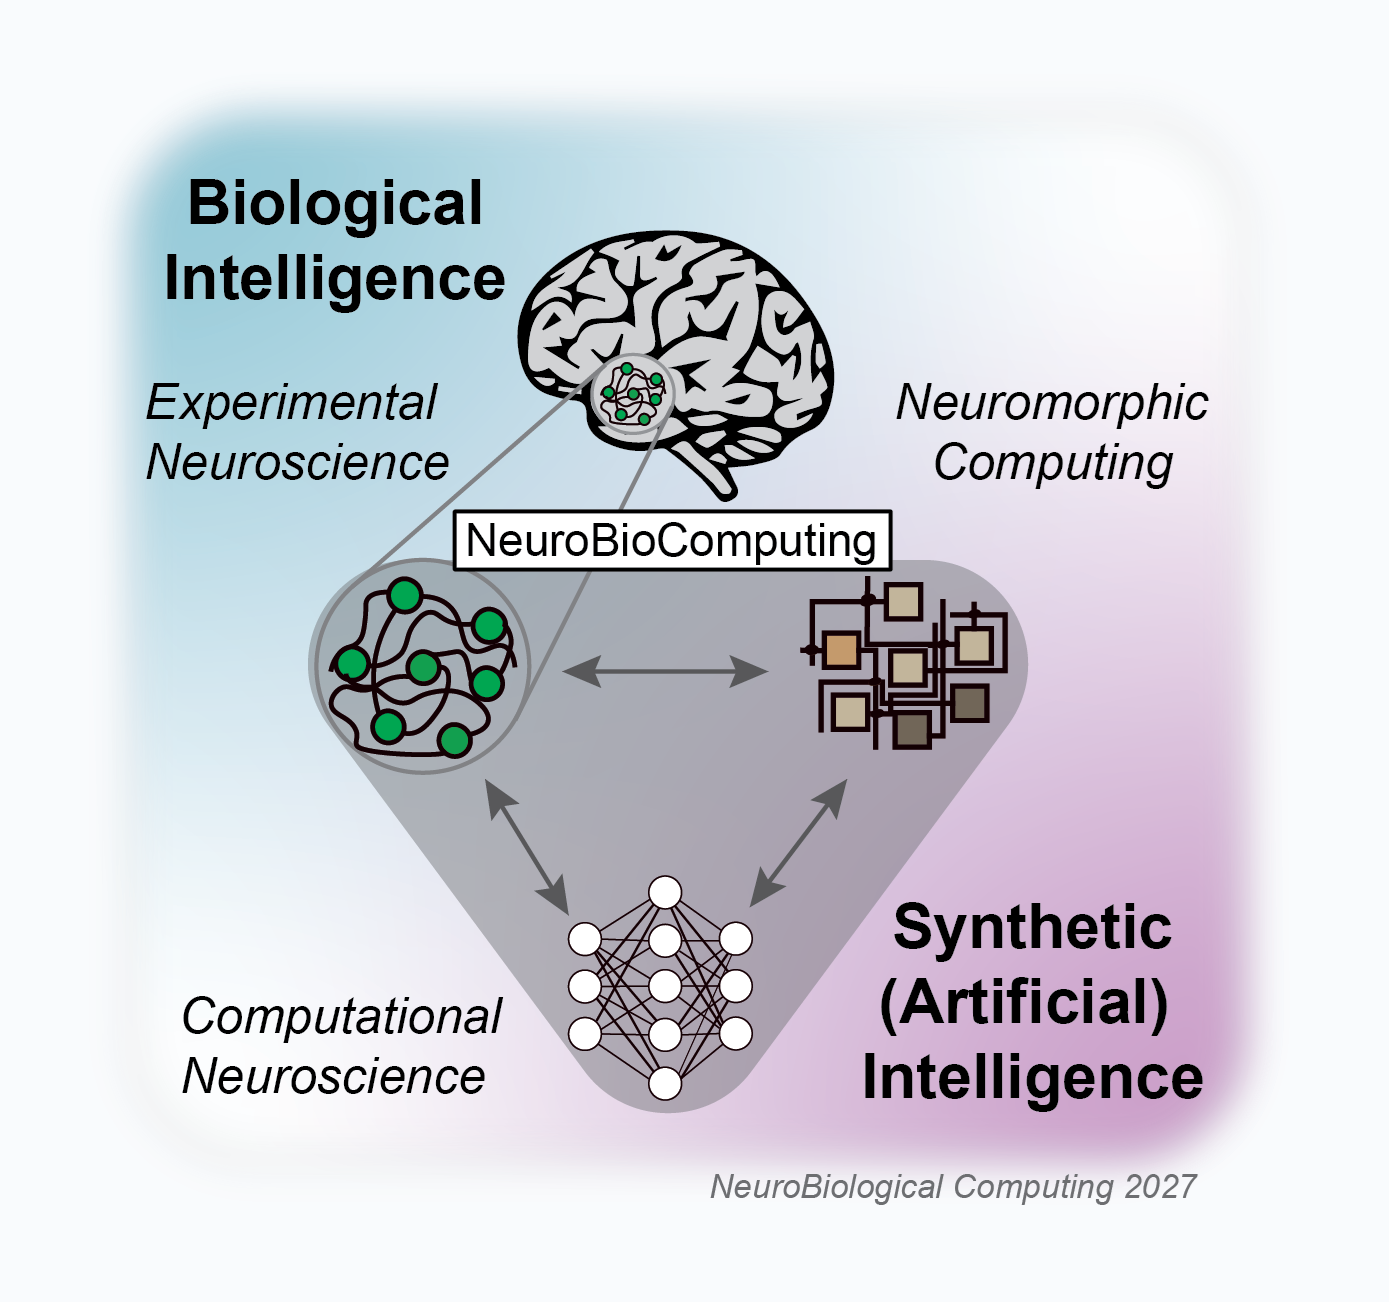 Biological
Intelligence
Experimental
Neuroscience
Neuromorphic
Computing
NeuroBioComputing
Computational
Neuroscience
Synthetic
(Artificial)
Intelligence
NeuroBiological Computing 2027